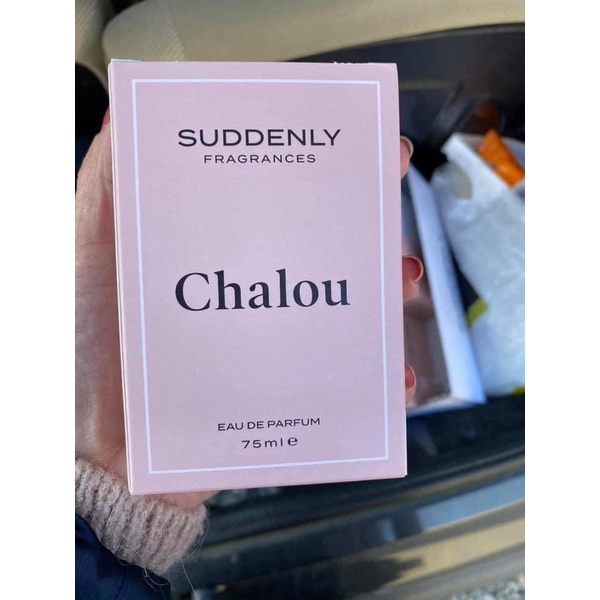 SUDDENLY
FRAGRANCES
Chalou
EAU DE PARFUM
75ml ℮